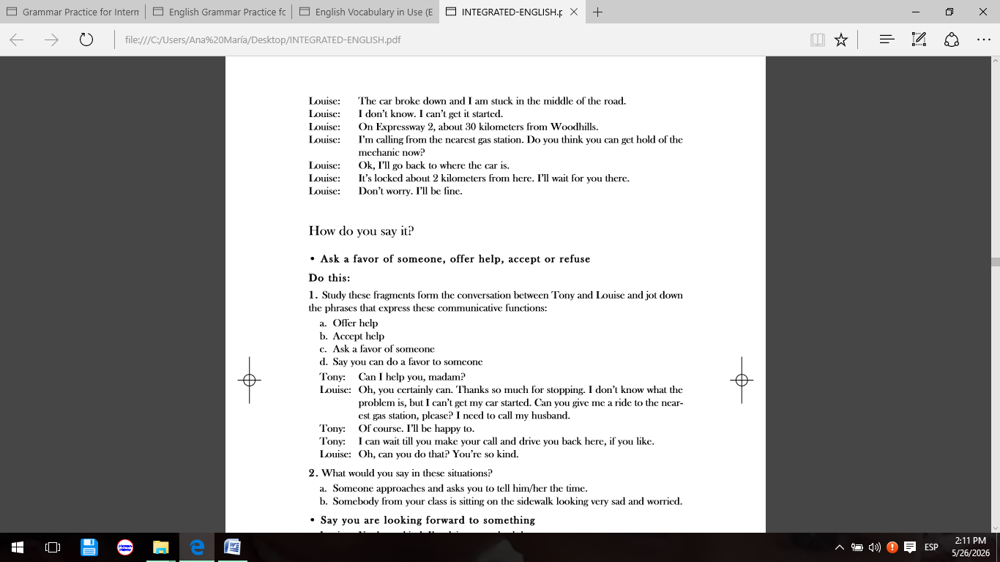 Grammar Practice for Interm
English Grammar Practice fc
English Vocabulary in Use (E
INTEGRATED-ENGLISH.p
file:///C:/Users/Ana%20María/Desktop/INTEGRATED-ENGLISH.pdf
Louise: The car broke down and I am stuck in the middle of the road.
Louise: I don't know. I can't get it started.
Louise: On Expressway 2, about 30 kilometers from Woodhills.
Louise: I'm calling from the nearest gas station. Do you think you can get hold of the
mechanic now?
Louise: Ok, I'll go back to where the car is.
Louise: It's locked about 2 kilometers from here. I'll wait for you there.
Louise: Don't worry. I'll be fine.
How do you say it?
• Ask a favor of someone, offer help, accept or refuse
Do this:
1. Study these fragments form the conversation between Tony and Louise and jot down
the phrases that express these communicative functions:
a. Offer help
b. Accept help
c. Ask a favor of someone
d. Say you can do a favor to someone
Tony: Can I help you, madam?
Louise: Oh, you certainly can. Thanks so much for stopping. I don't know what the
problem is, but I can't get my car started. Can you give me a ride to the near-
est gas station, please? I need to call my husband.
Tony: Of course. I'll be happy to.
Tony: I can wait till you make your call and drive you back here, if you like.
Louise: Oh, can you do that? You're so kind.
2. What would you say in these situations?
a. Someone approaches and asks you to tell him/her the time.
b. Somebody from your class is sitting on the sidewalk looking very sad and worried.
• Say you are looking forward to something
ESP
2:11 PM
5/26/2026